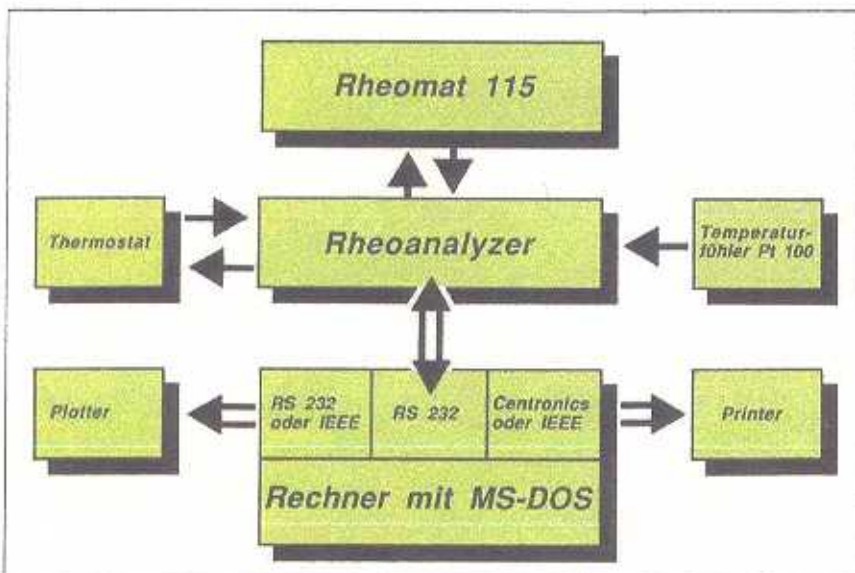 Rheomat 115
Thermostat
Rheoanalyzer
Temperatur-
fühler Pt 100
Plotter
RS 232
oder IEEE
RS 232
Centronics
oder IEEE
Printer
Rechner mit MS-DOS